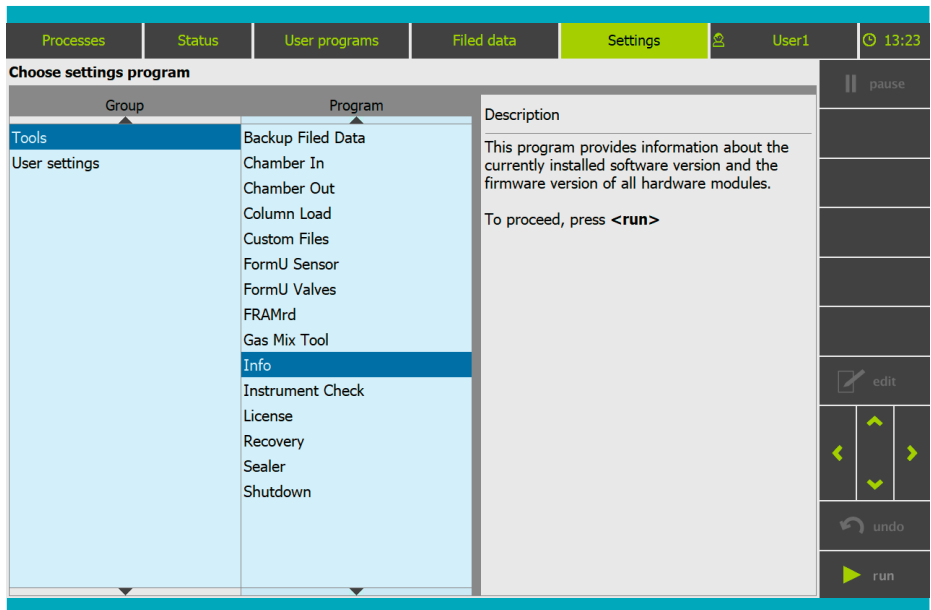 Processes
Status
User programs
Filed data
Settings
User1
13:23
Choose settings program
pause
Group
Program
Description
Tools
User settings
Backup Filed Data
Chamber In
Chamber Out
Column Load
Custom Files
FormU Sensor
FormU Valves
FRAMrd
Gas Mix Tool
Info
Instrument Check
License
Recovery
Sealer
Shutdown
This program provides information about the
currently installed software version and the
firmware version of all hardware modules.
To proceed, press <run>
edit
undo
run